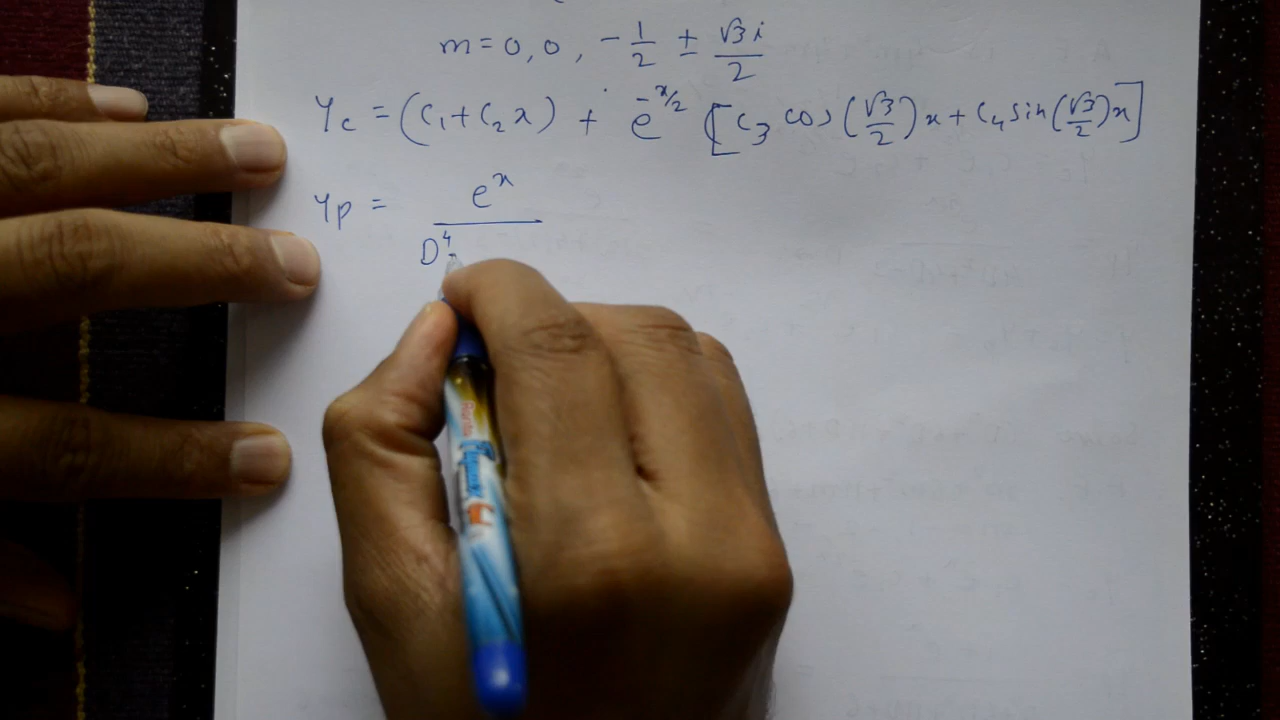 m = 0, 0, -1/2 ± √3i/2
Yc = (C₁ + C₂x) + e^(-x/2) [C₃ cos(√3/2)x + C₄ sin(√3/2)x]
Yp = e^x / D⁴